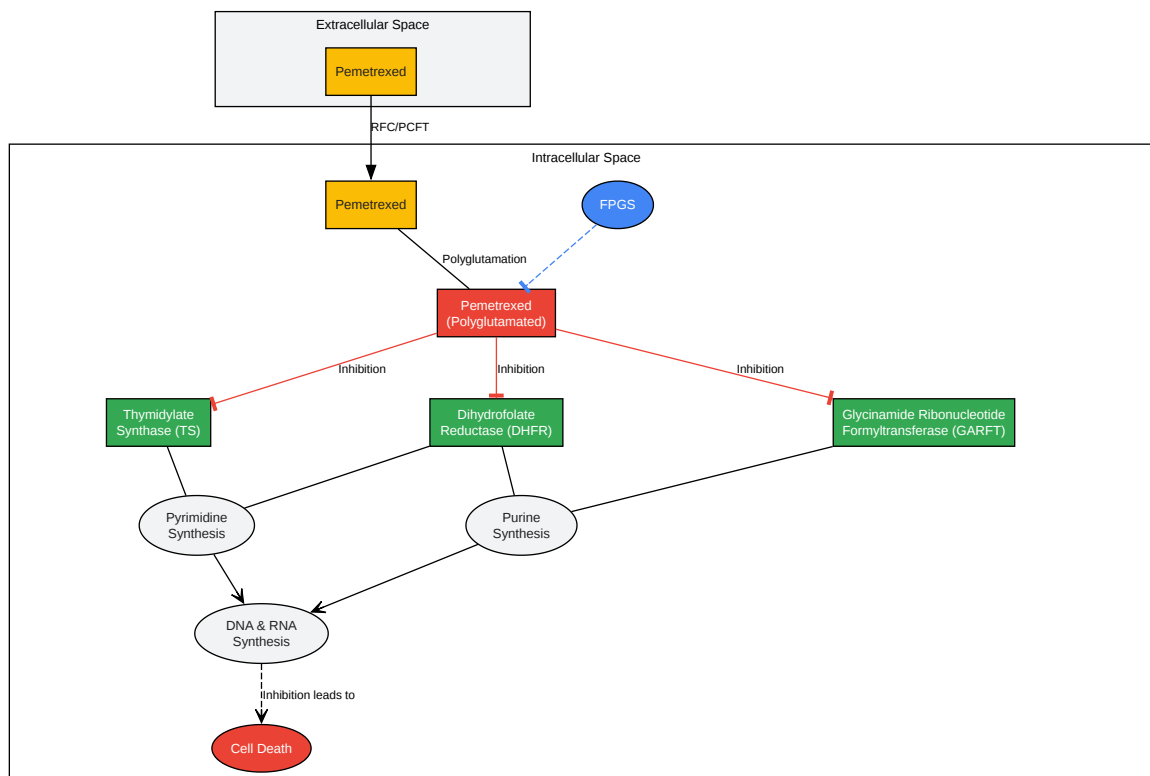 Extracellular Space
Pemetrexed
RFC/PCFT
Intracellular Space
Pemetrexed
FPGS
Polyglutamation
Pemetrexed
(Polyglutamated)
Inhibition
Inhibition
Inhibition
Thymidylate
Synthase (TS)
Dihydrofolate
Reductase (DHFR)
Glycinamide Ribonucleotide
Formyltransferase (GARFT)
Pyrimidine
Synthesis
Purine
Synthesis
DNA & RNA
Synthesis
Inhibition leads to
Cell Death